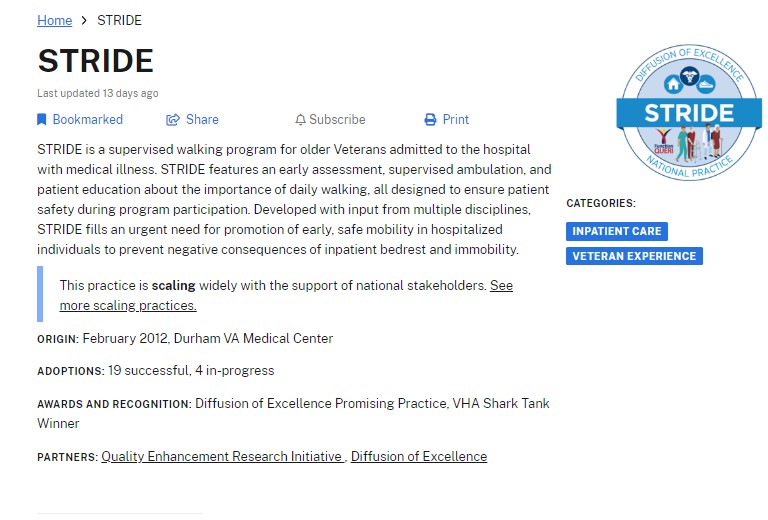 Home > STRIDE
STRIDE
Last updated 13 days ago
Bookmarked Share Subscribe Print
STRIDE is a supervised walking program for older Veterans admitted to the hospital
with medical illness. STRIDE features an early assessment, supervised ambulation, and
patient education about the importance of daily walking, all designed to ensure patient
safety during program participation. Developed with input from multiple disciplines,
STRIDE fills an urgent need for promotion of early, safe mobility in hospitalized
individuals to prevent negative consequences of inpatient bedrest and immobility.
This practice is scaling widely with the support of national stakeholders. See
more scaling practices.
ORIGIN: February 2012, Durham VA Medical Center
ADOPTIONS: 19 successful, 4 in-progress
AWARDS AND RECOGNITION: Diffusion of Excellence Promising Practice, VHA Shark Tank
Winner
PARTNERS: Quality Enhancement Research Initiative , Diffusion of Excellence
DIFFUSION OF EXCELLENCE
STRIDE
Function
QUERI
NATIONAL PRACTICE
CATEGORIES:
INPATIENT CARE
VETERAN EXPERIENCE